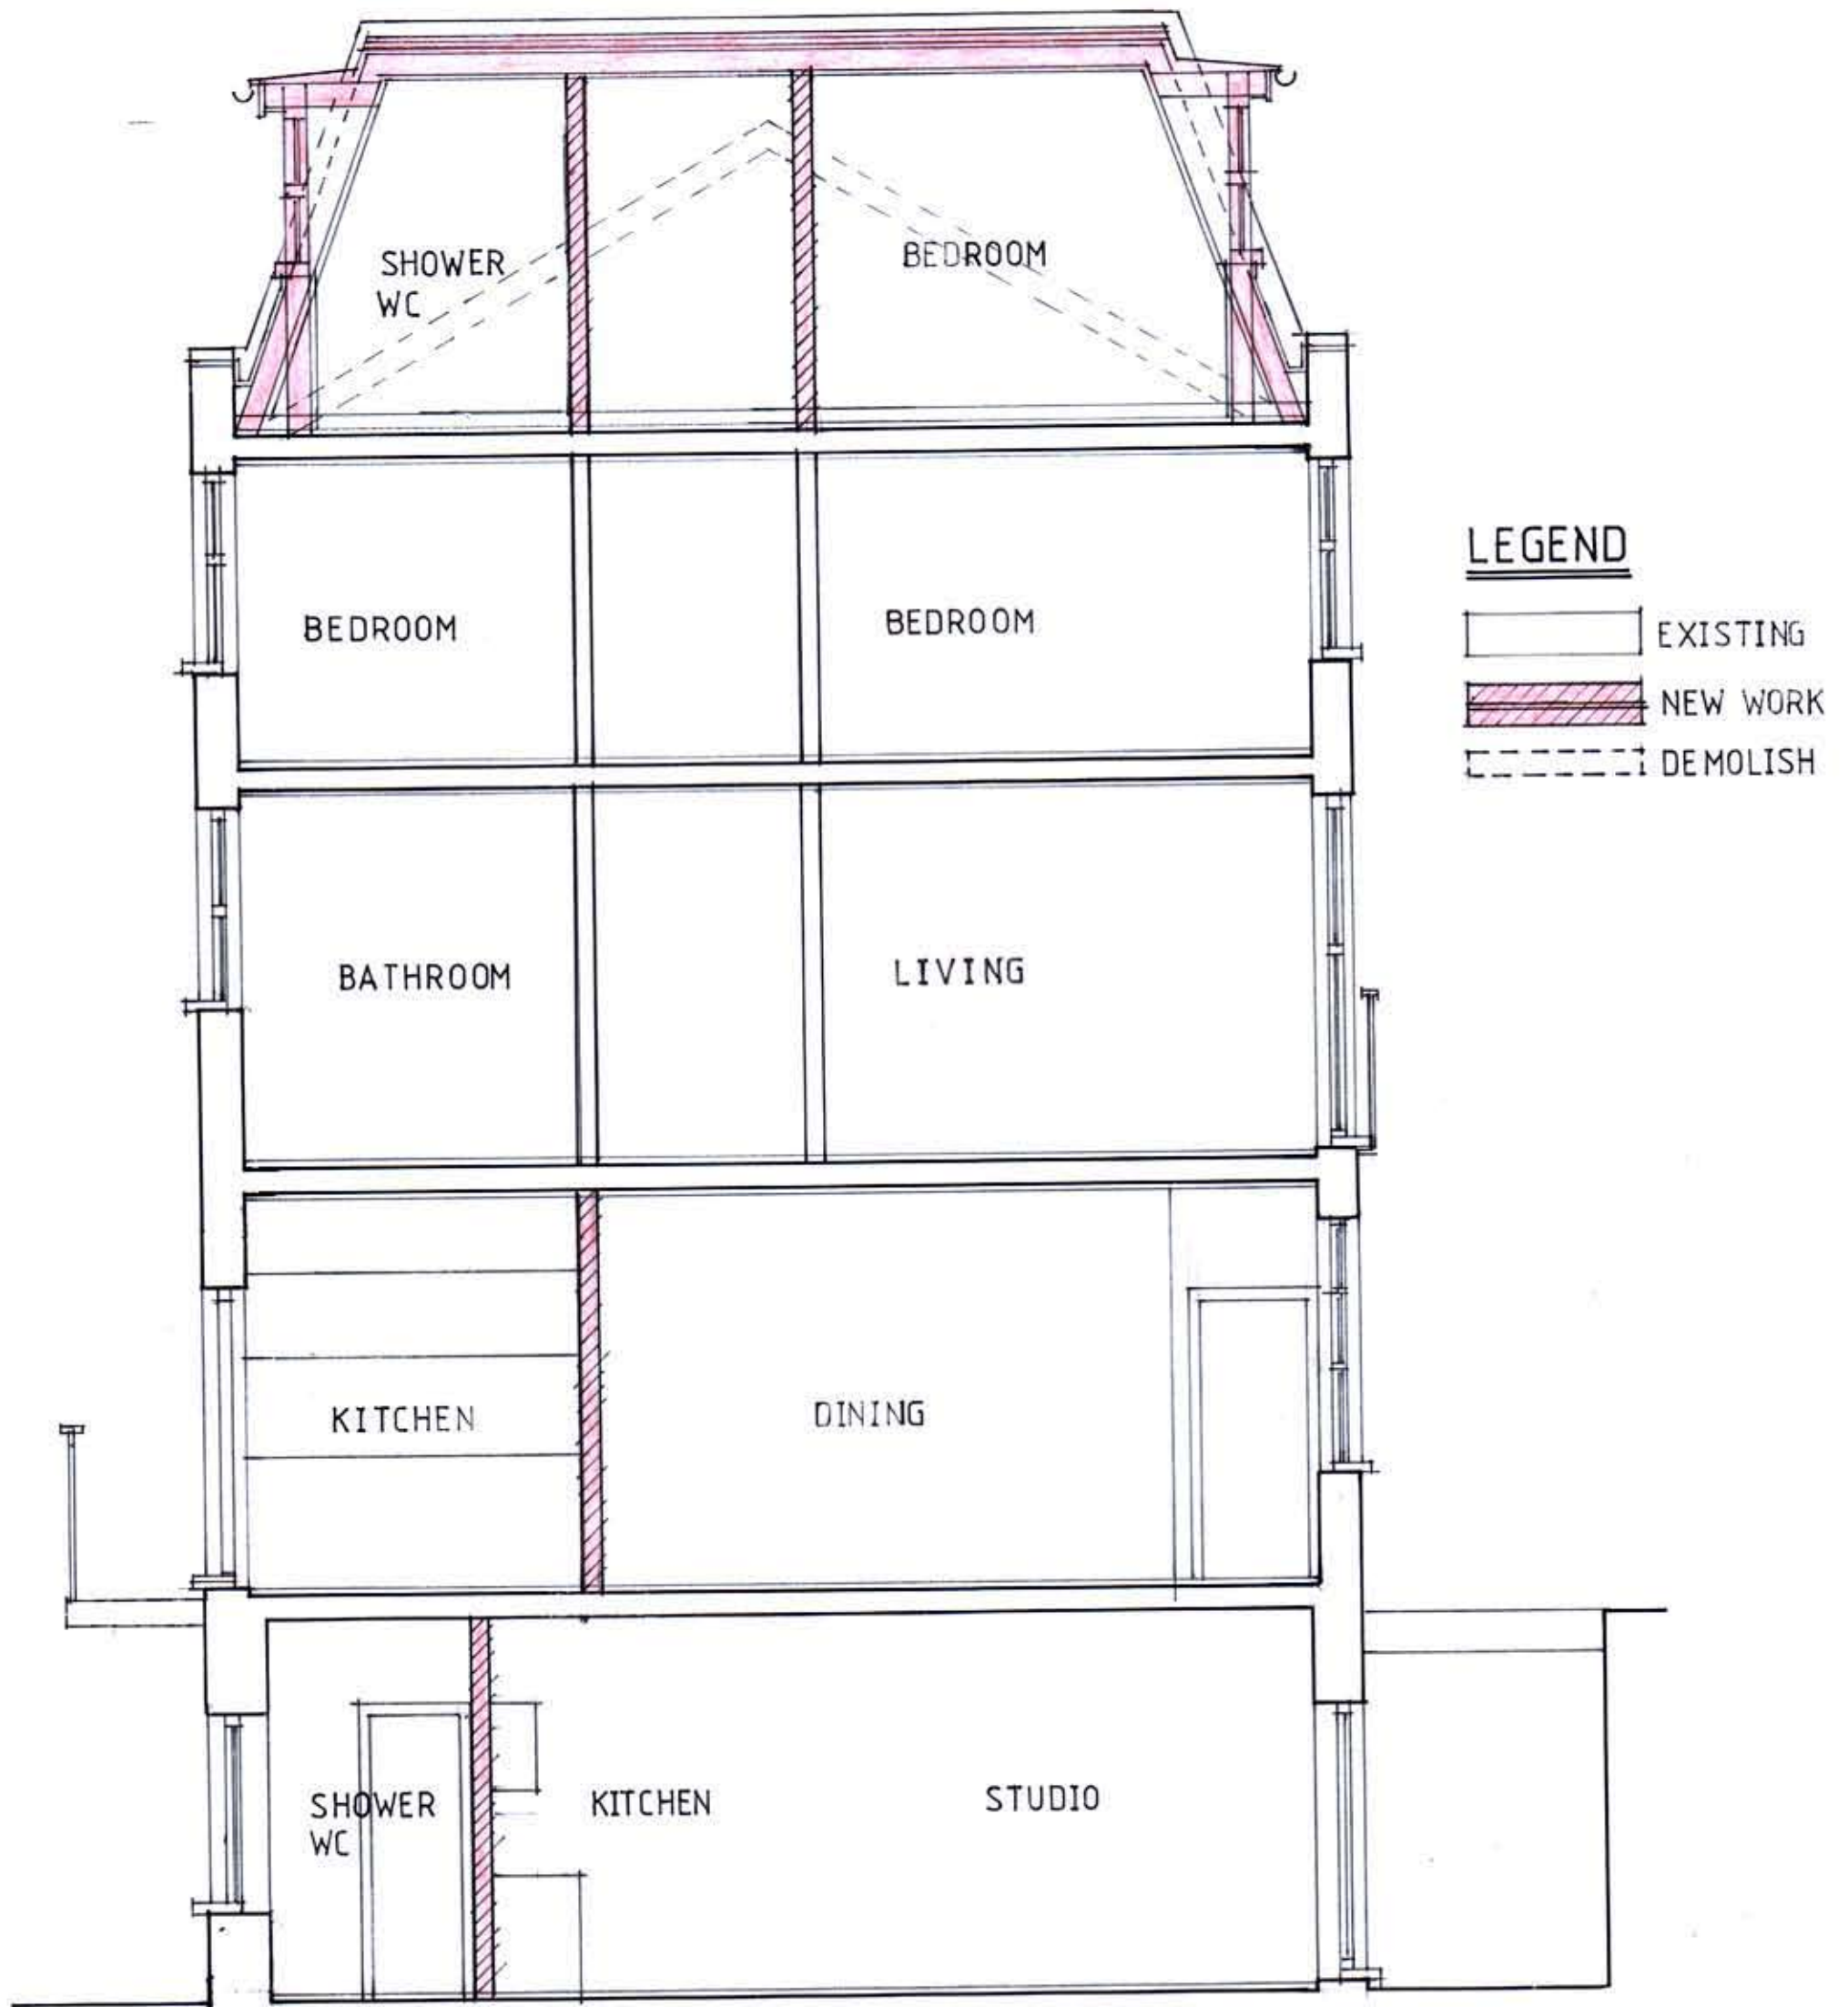 SHOWER
WC
BEDROOM
BEDROOM
BEDROOM
LEGEND
EXISTING
NEW WORK
DEMOLISH
BATHROOM
LIVING
KITCHEN
DINING
SHOWER
WC
KITCHEN
STUDIO